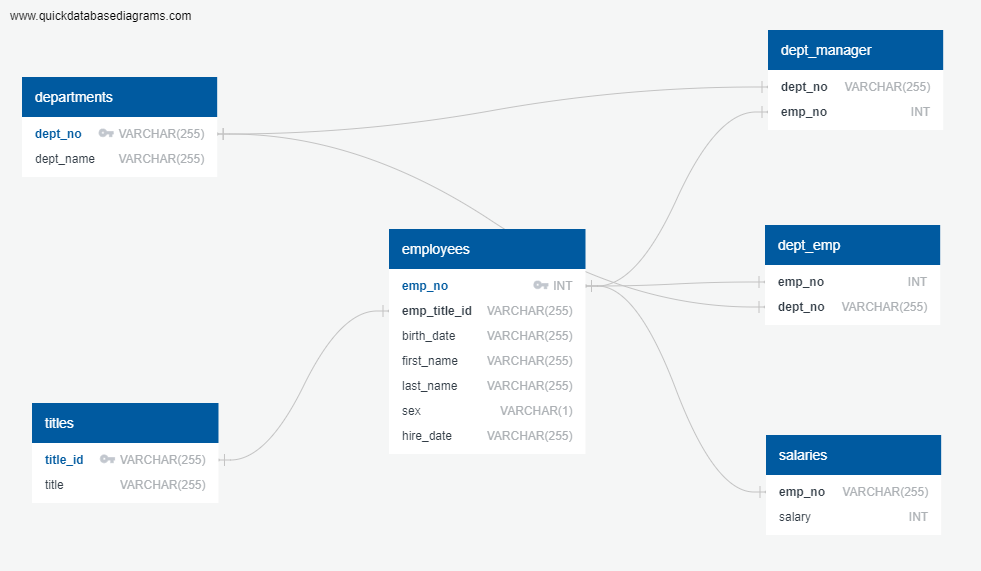 www.quickdatabasediagrams.com
departments
dept_no VARCHAR(255)
dept_name VARCHAR(255)
titles
title_id VARCHAR(255)
title VARCHAR(255)
employees
emp_no INT
emp_title_id VARCHAR(255)
birth_date VARCHAR(255)
first_name VARCHAR(255)
last_name VARCHAR(255)
sex VARCHAR(1)
hire_date VARCHAR(255)
dept_manager
dept_no VARCHAR(255)
emp_no INT
dept_emp
emp_no INT
dept_no VARCHAR(255)
salaries
emp_no VARCHAR(255)
salary INT